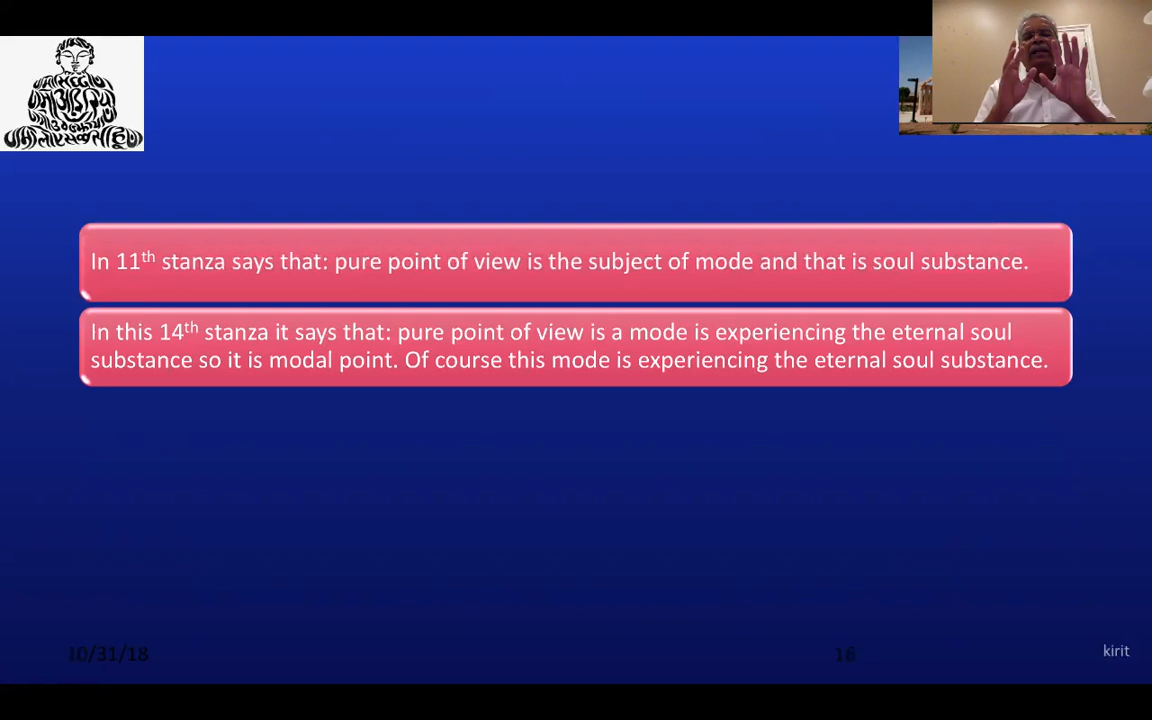 In 11th stanza says that: pure point of view is the subject of mode and that is soul substance.
In this 14th stanza it says that: pure point of view is a mode is experiencing the eternal soul
substance so it is modal point. Of course this mode is experiencing the eternal soul substance.
10/31/18
16
kirit